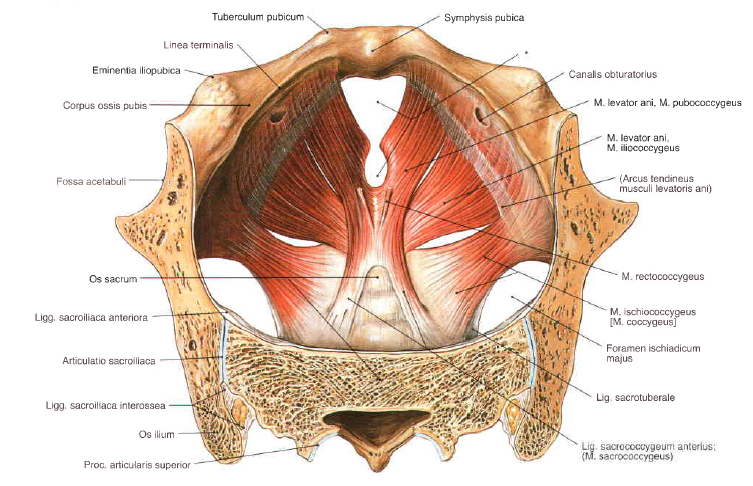 Tuberculum pubicum
Linea terminalis
Eminentia iliopubica
Corpus ossis pubis
Fossa acetabuli
Os sacrum
Ligg. sacroiliaca anteriora
Articulatio sacroiliaca
Ligg. sacroiliaca interossea
Os ilium
Proc. articularis superior
Symphysis pubica
*
Canalis obturatorius
M. levator ani, M. pubococcygeus
M. levator ani,
M. iliococcygeus
(Arcus tendineus
musculi levatoris ani)
M. rectococcygeus
M. ischiococcygeus
[M. coccygeus]
Foramen ischiadicum
majus
Lig. sacrotuberale
Lig. sacrococcygeum anterius;
(M. sacrococcygeus)